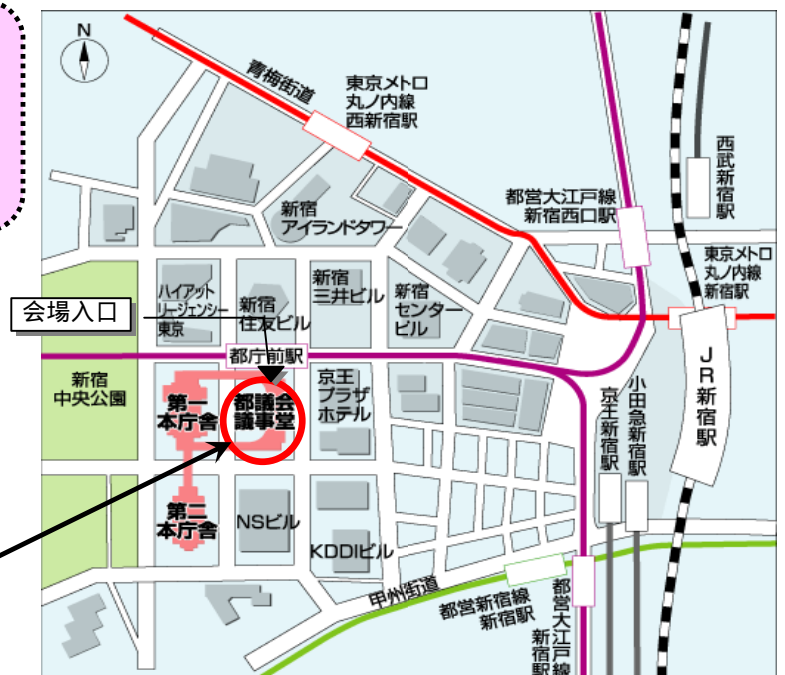 N
青梅街道
東京メトロ
丸ノ内線
西新宿駅
西武新宿駅
都営大江戸線
新宿西口駅
新宿
アイランドタワー
東京メトロ
丸ノ内線
新宿駅
ハイアット
リージェンシー
東京
新宿
住友ビル
新宿
三井ビル
新宿
センター
ビル
会場入口
都庁前駅
JR新宿駅
新宿
中央公園
第一
本庁舎
都議会
議事堂
京王
プラザ
ホテル
京王新宿駅
小田急新宿駅
第二
本庁舎
NSビル
KDDIビル
甲州街道
都営新宿線
新宿駅
都営大江戸線
新宿駅